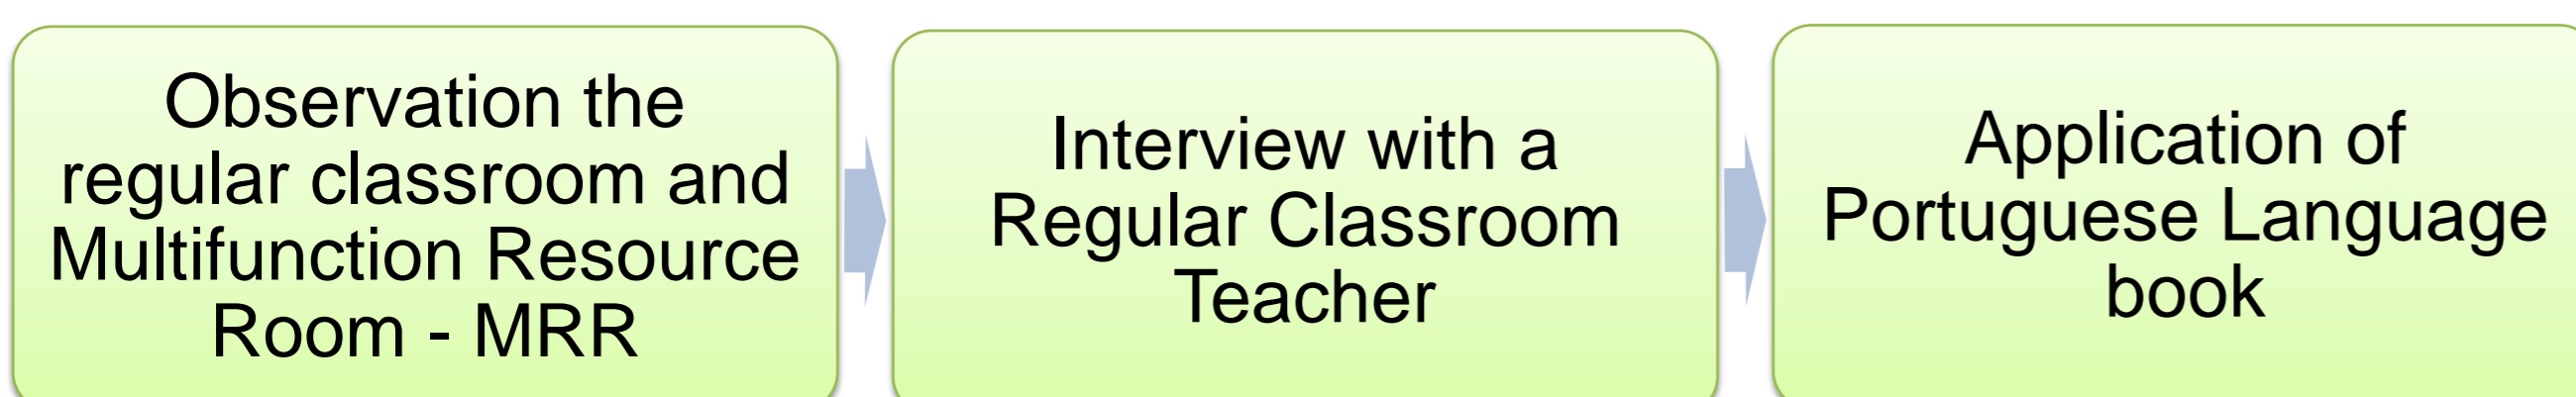 Observation the
regular classroom and
Multifunction Resource
Room - MRR
Interview with a
Regular Classroom
Teacher
Application of
Portuguese Language
book